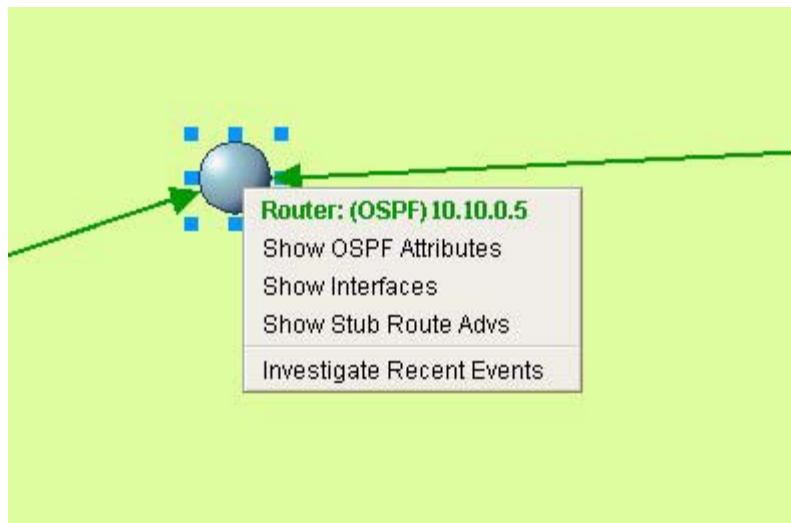 Router: (OSPF) 10.10.0.5
Show OSPF Attributes
Show Interfaces
Show Stub Route Advs
Investigate Recent Events